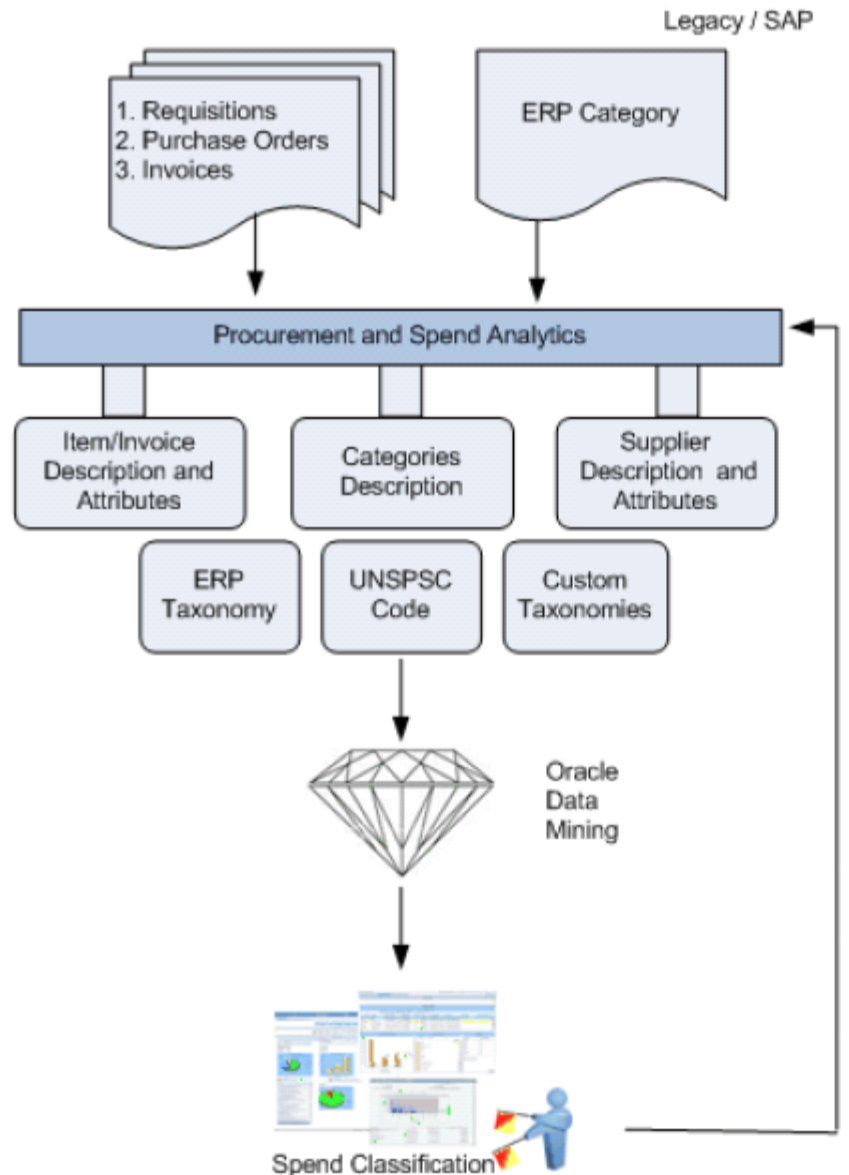 Legacy / SAP
1. Requisitions
2. Purchase Orders
3. Invoices
ERP Category
Procurement and Spend Analytics
Item/Invoice
Description and
Attributes
Categories
Description
Supplier
Description and
Attributes
ERP
Taxonomy
UNSPSC
Code
Custom
Taxonomies
Oracle
Data
Mining
Spend Classification